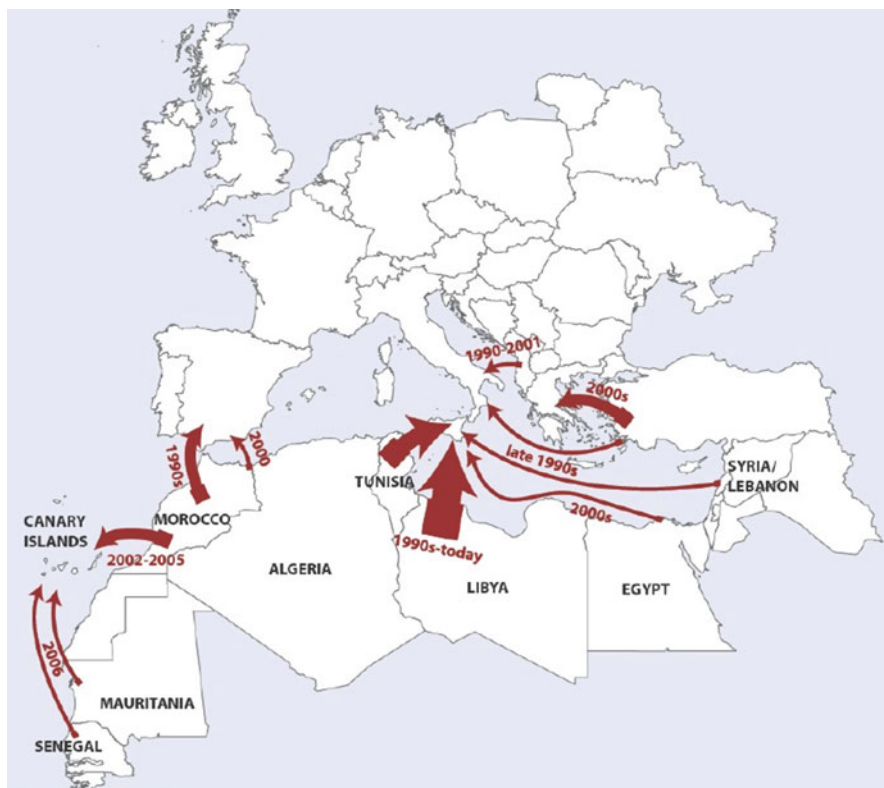 1990-2001
2000s
2000
1990s
late 1990s
SYRIA/
LEBANON
TUNISIA
2000s
CANARY
ISLANDS
MOROCCO
1990s-today
2002-2005
ALGERIA
LIBYA
EGYPT
2006
MAURITANIA
SENEGAL